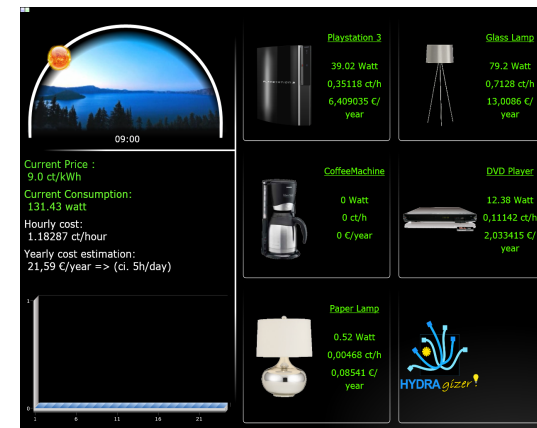 09:00
Current Price :
9.0 ct/kWh
Current Consumption:
131.43 watt
Hourly cost:
1.18287 ct/hour
Yearly cost estimation:
21,59 €/year => (ci. 5h/day)
1
0
1 6 11 16 21
Playstation 3
39.02 Watt
0,35118 ct/h
6,409035 €/
year
Glass Lamp
79.2 Watt
0,7128 ct/h
13,0086 €/
year
CoffeeMachine
0 Watt
0 ct/h
0 €/year
DVD Player
12.38 Watt
0,11142 ct/h
2,033415 €/
year
Paper Lamp
0.52 Watt
0,00468 ct/h
0,08541 €/
year
HYDRA gizer